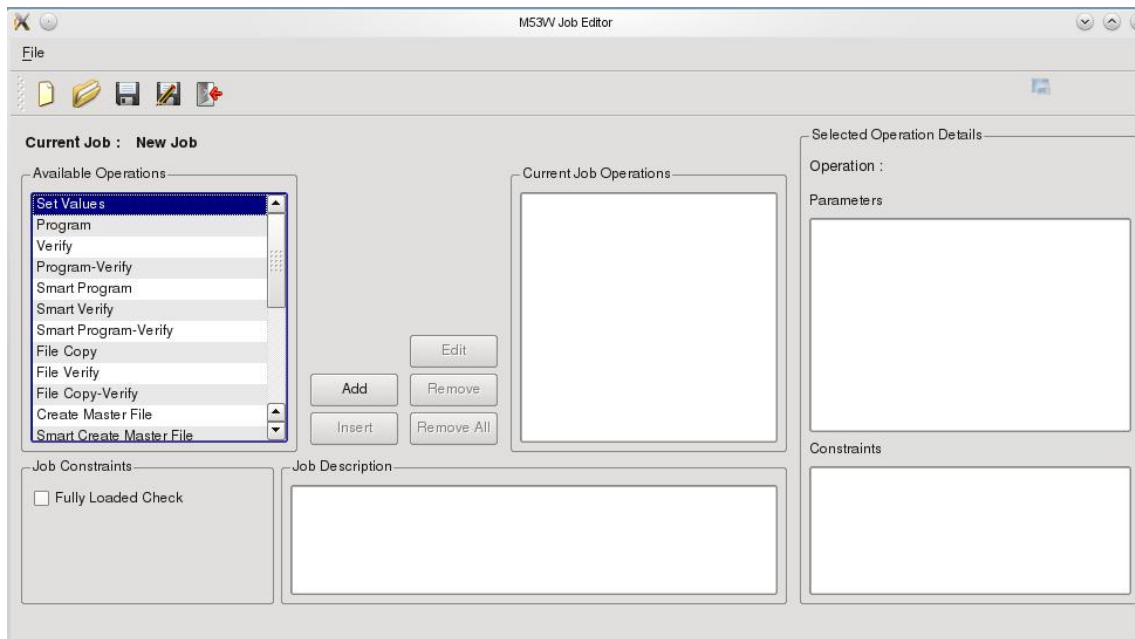 M53W Job Editor
File
Current Job : New Job
Available Operations
Set Values
Program
Verify
Program-Verify
Smart Program
Smart Verify
Smart Program-Verify
File Copy
File Verify
File Copy-Verify
Create Master File
Smart Create Master File
Add
Insert
Edit
Remove
Remove All
Current Job Operations
Selected Operation Details
Operation :
Parameters
Constraints
Job Constraints
Fully Loaded Check
Job Description